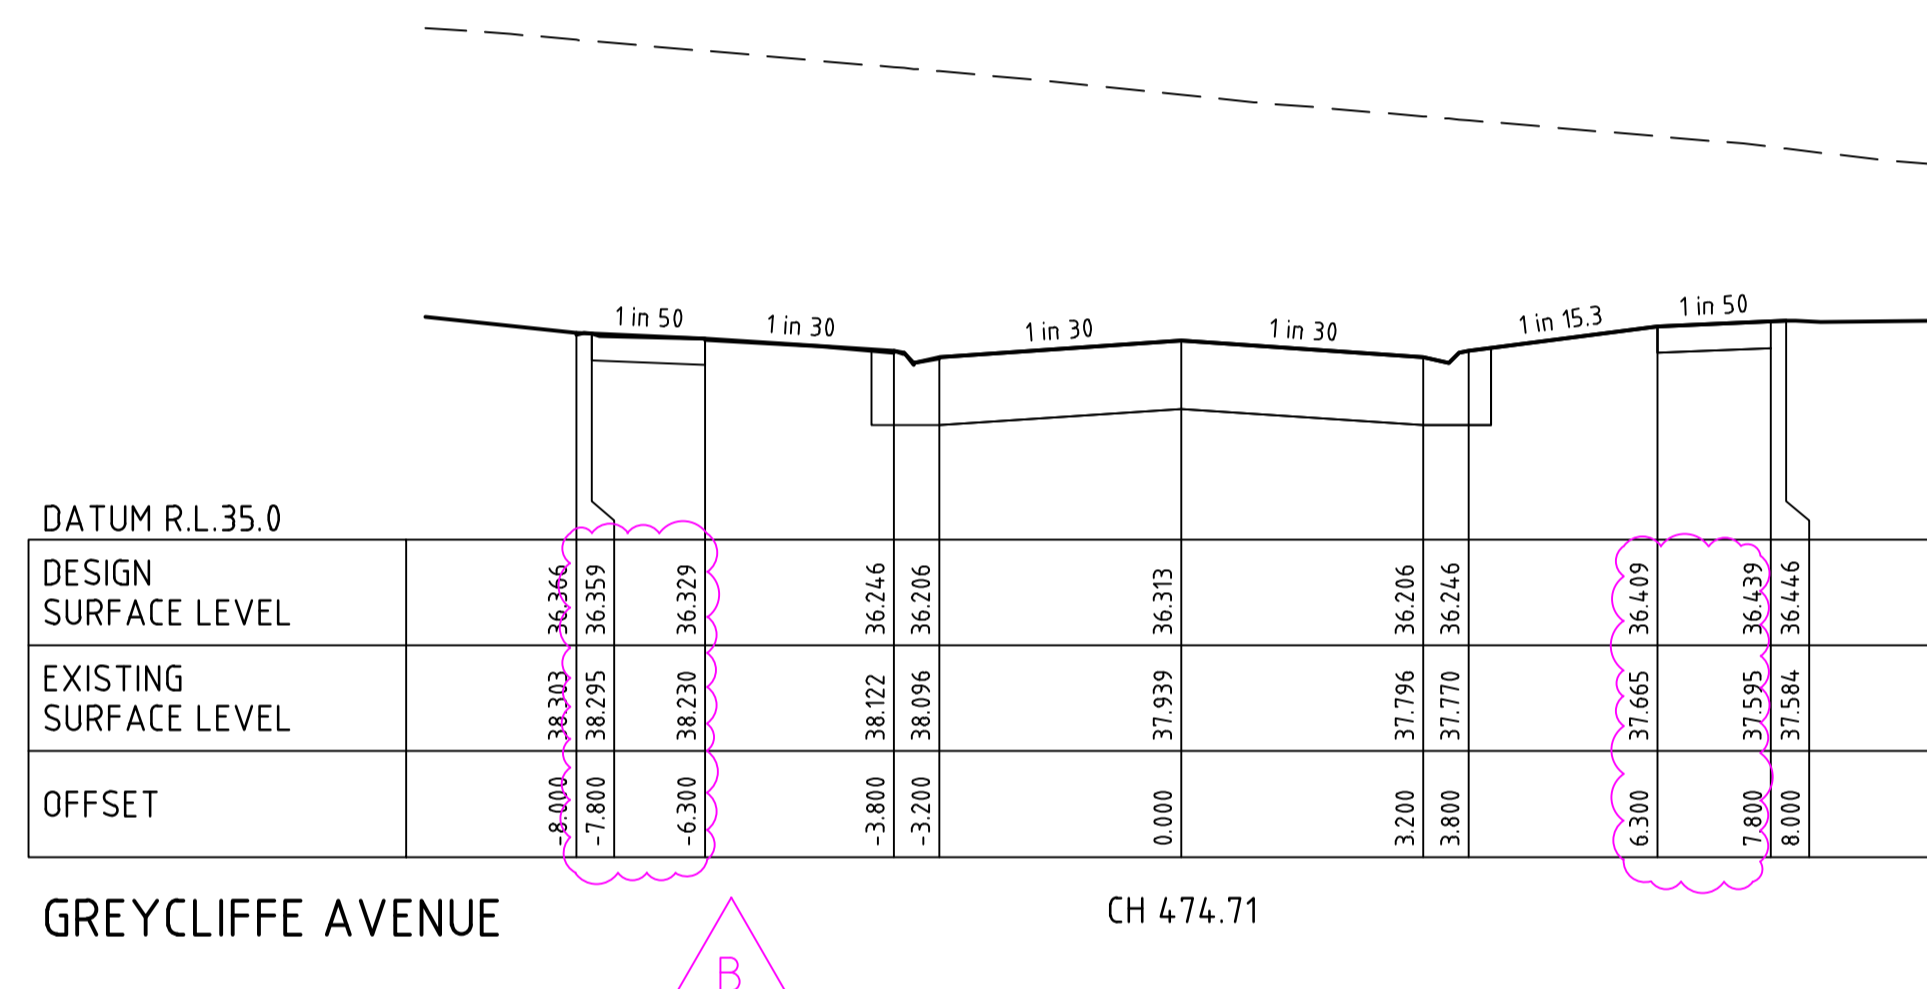 1 in 50 1 in 30 1 in 30 1 in 30 1 in 15.3 1 in 50
DATUM R.L.35.0
DESIGN
SURFACE LEVEL
36.366 36.359 36.329 36.246 36.206 36.313 36.206 36.246 36.409 36.439 36.446
EXISTING
SURFACE LEVEL
38.303 38.295 38.230 38.122 38.096 37.939 37.796 37.770 37.665 37.595 37.584
OFFSET
-8.000 -7.800 -6.300 -3.800 -3.200 0.000 3.200 3.800 6.300 7.800 8.000
GREYCLIFFE AVENUE
CH 474.71
B